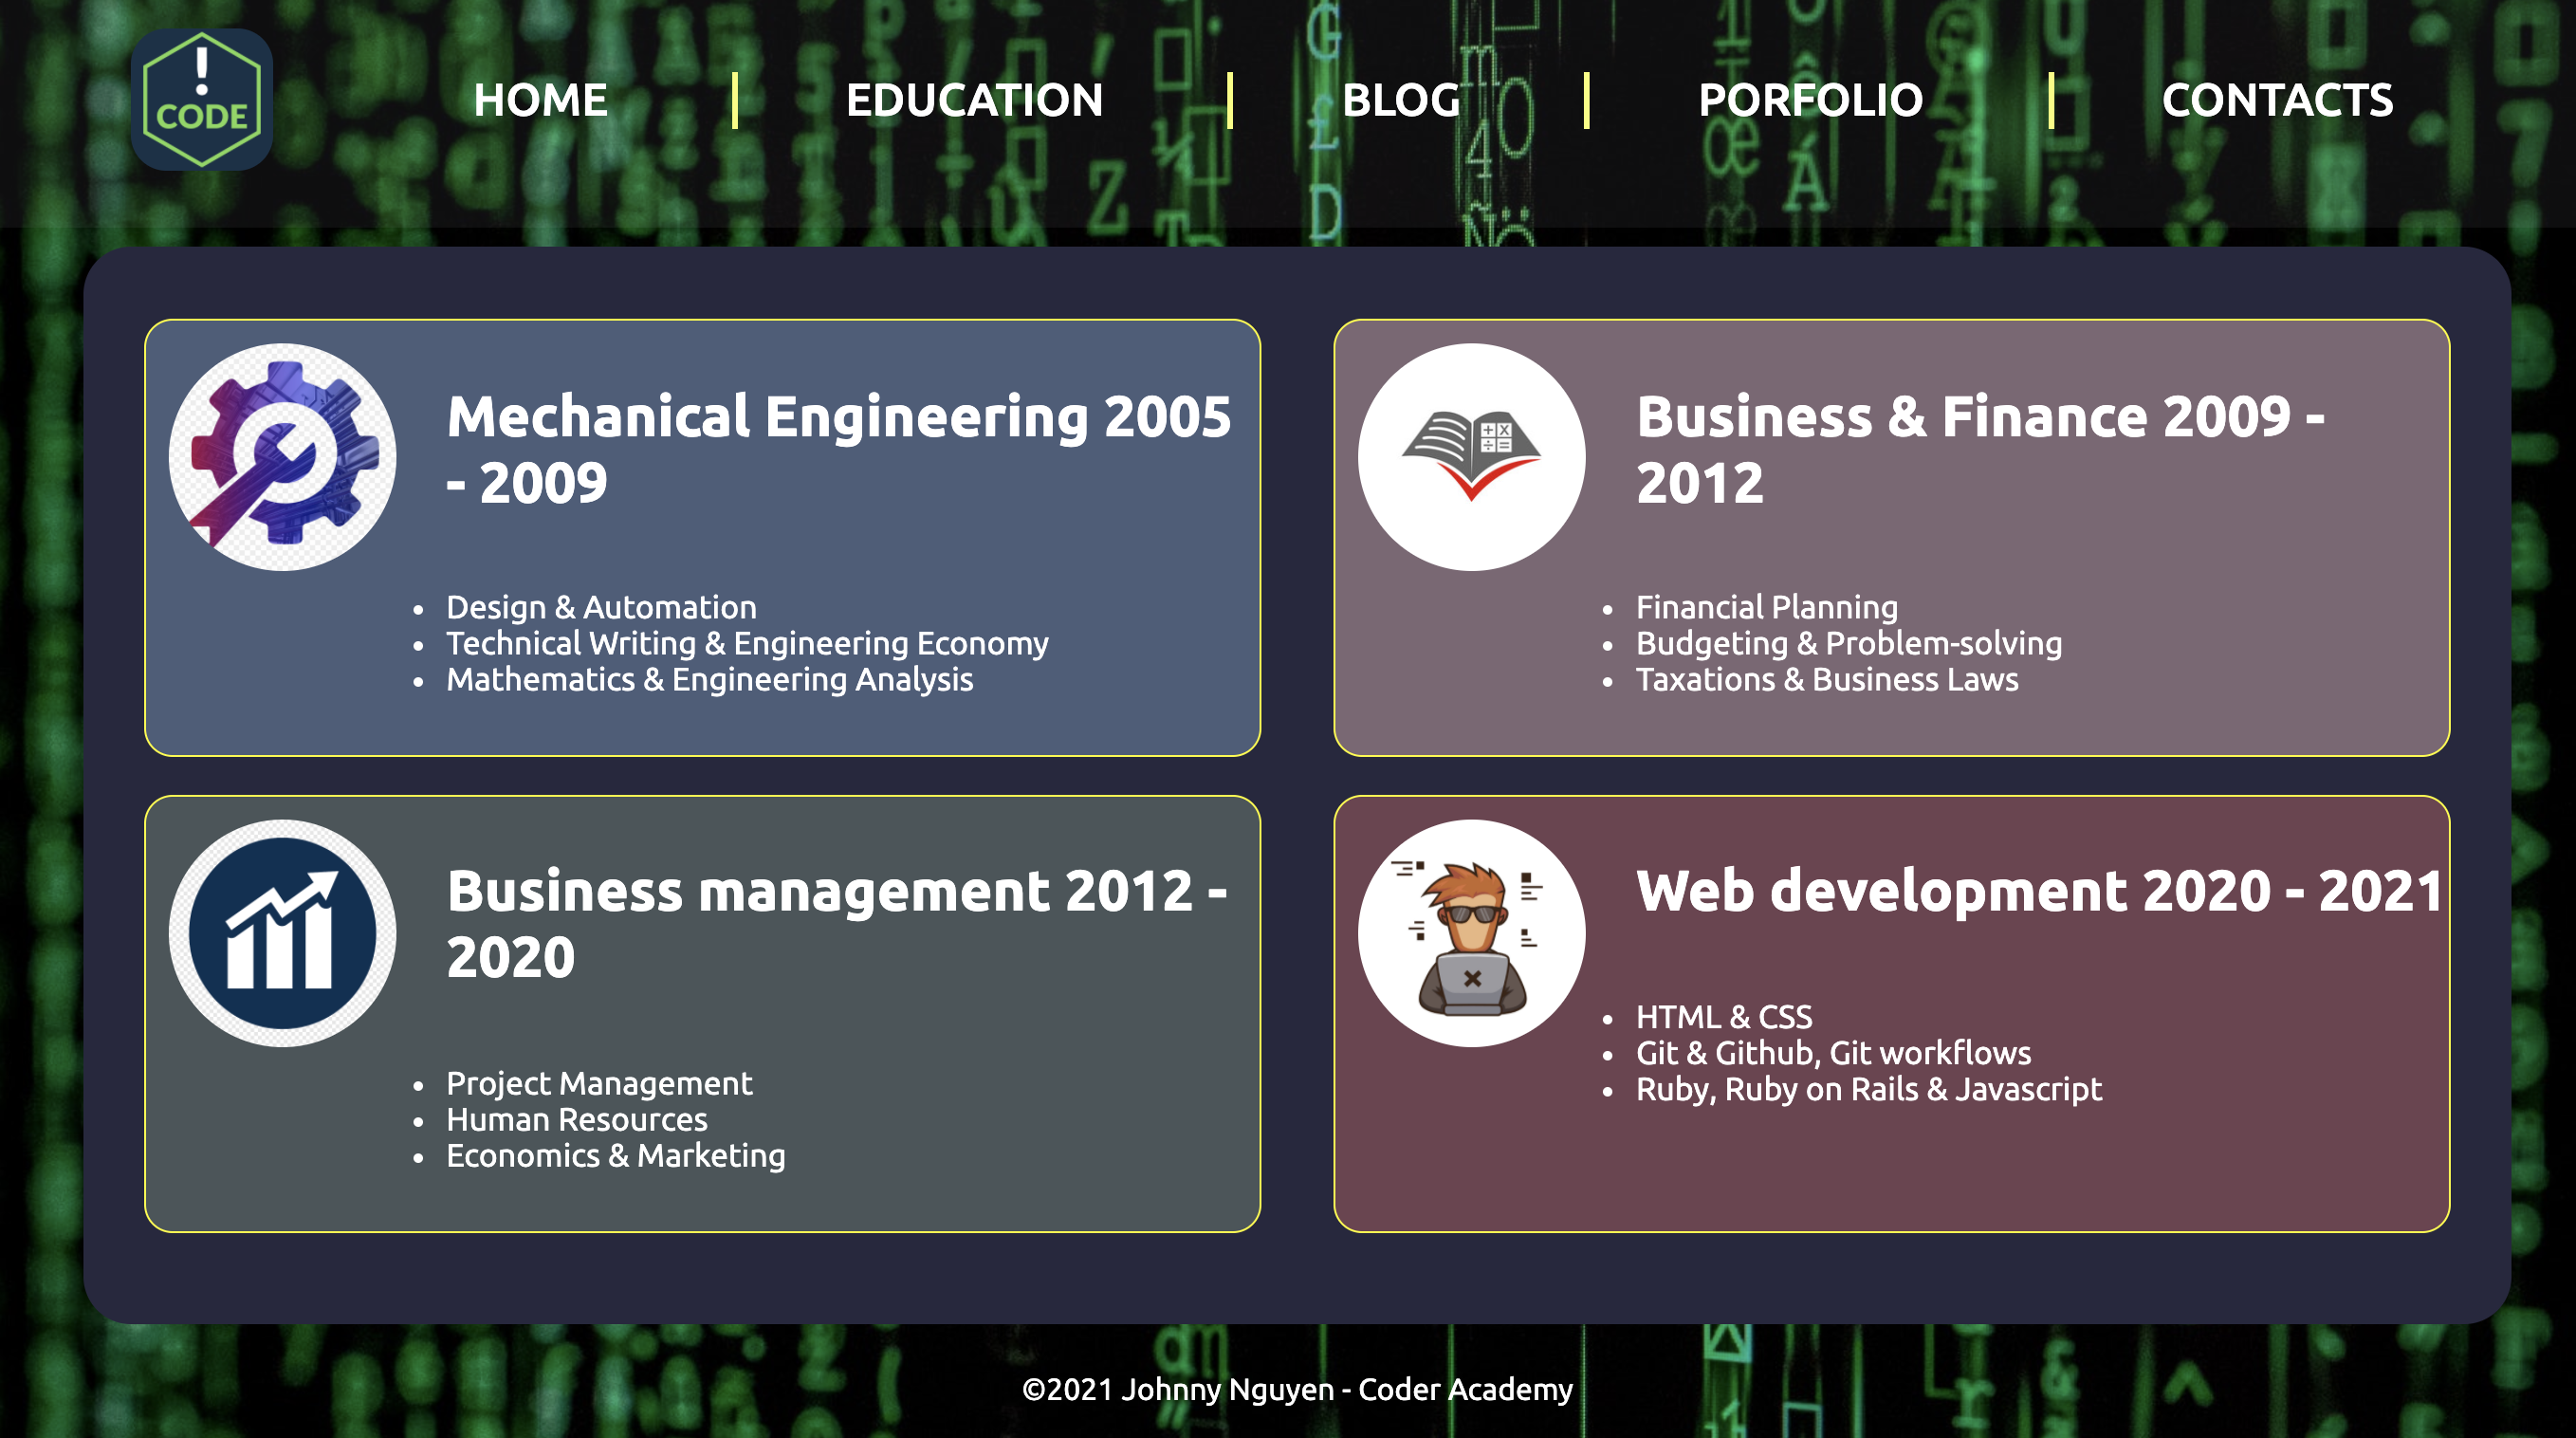 ! CODE
HOME
EDUCATION
BLOG
PORFOLIO
CONTACTS
Mechanical Engineering 2005
- 2009
• Design & Automation
• Technical Writing & Engineering Economy
• Mathematics & Engineering Analysis
Business & Finance 2009 -
2012
• Financial Planning
• Budgeting & Problem-solving
• Taxations & Business Laws
Business management 2012 -
2020
• Project Management
• Human Resources
• Economics & Marketing
Web development 2020 - 2021
• HTML & CSS
• Git & Github, Git workflows
• Ruby, Ruby on Rails & Javascript
©2021 Johnny Nguyen - Coder Academy